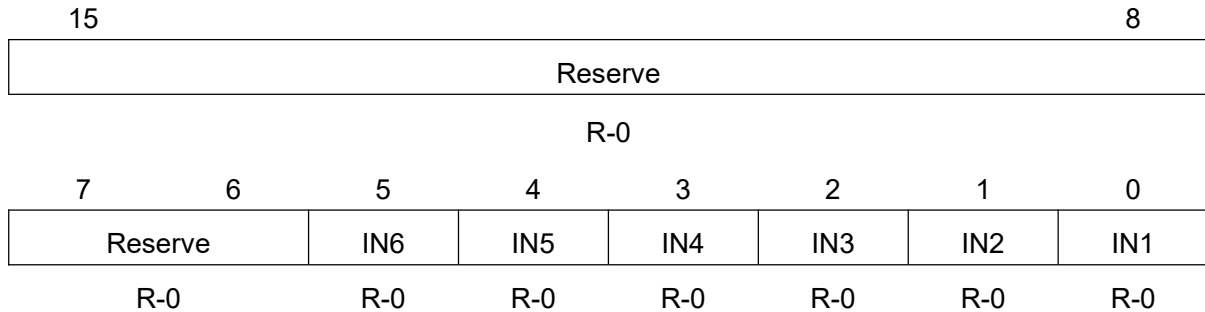 15 8
Reserve
R-0
7 6 5 4 3 2 1 0
Reserve IN6 IN5 IN4 IN3 IN2 IN1
R-0 R-0 R-0 R-0 R-0 R-0 R-0